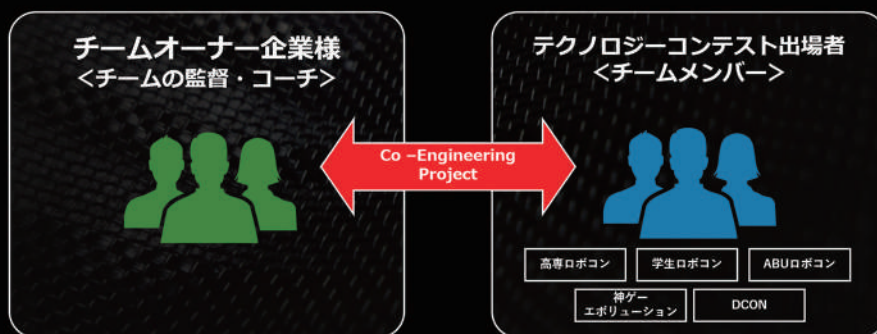 チームオーナー企業様
<チームの監督・コーチ>
Co –Engineering
Project
テクノロジーコンテスト出場者
<チームメンバー>
高専ロボコン
学生ロボコン
ABUロボコン
神ゲー
エボリューション
DCON